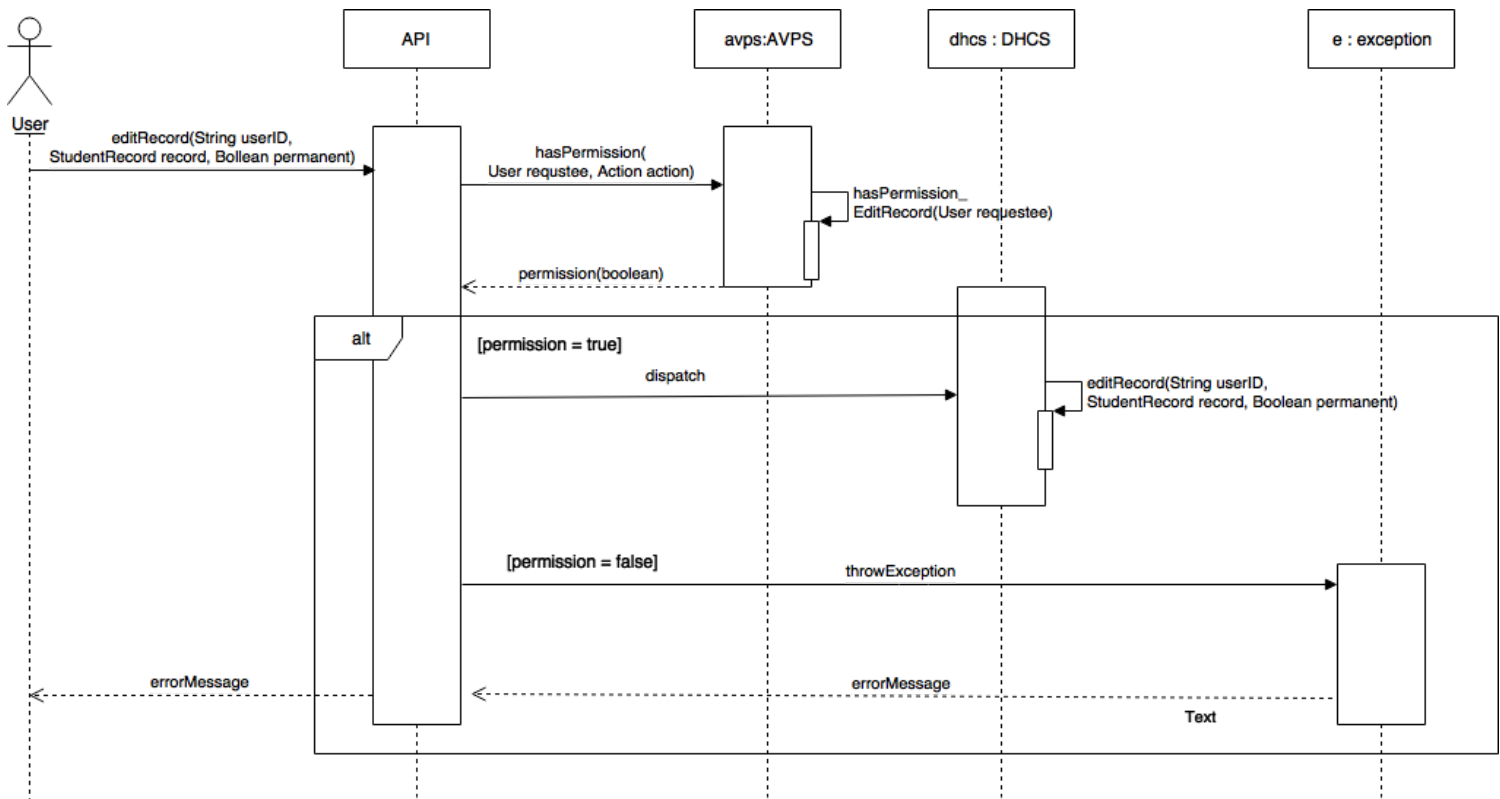 API
avps:AVPS
dhcs : DHCS
e : exception
User
editRecord(String userID,
StudentRecord record, Bollean permanent)
hasPermission(
User requstee, Action action)
hasPermission_
EditRecord(User requestee)
permission(boolean)
alt
[permission = true]
dispatch
editRecord(String userID,
StudentRecord record, Boolean permanent)
[permission = false]
throwException
errorMessage
errorMessage
Text